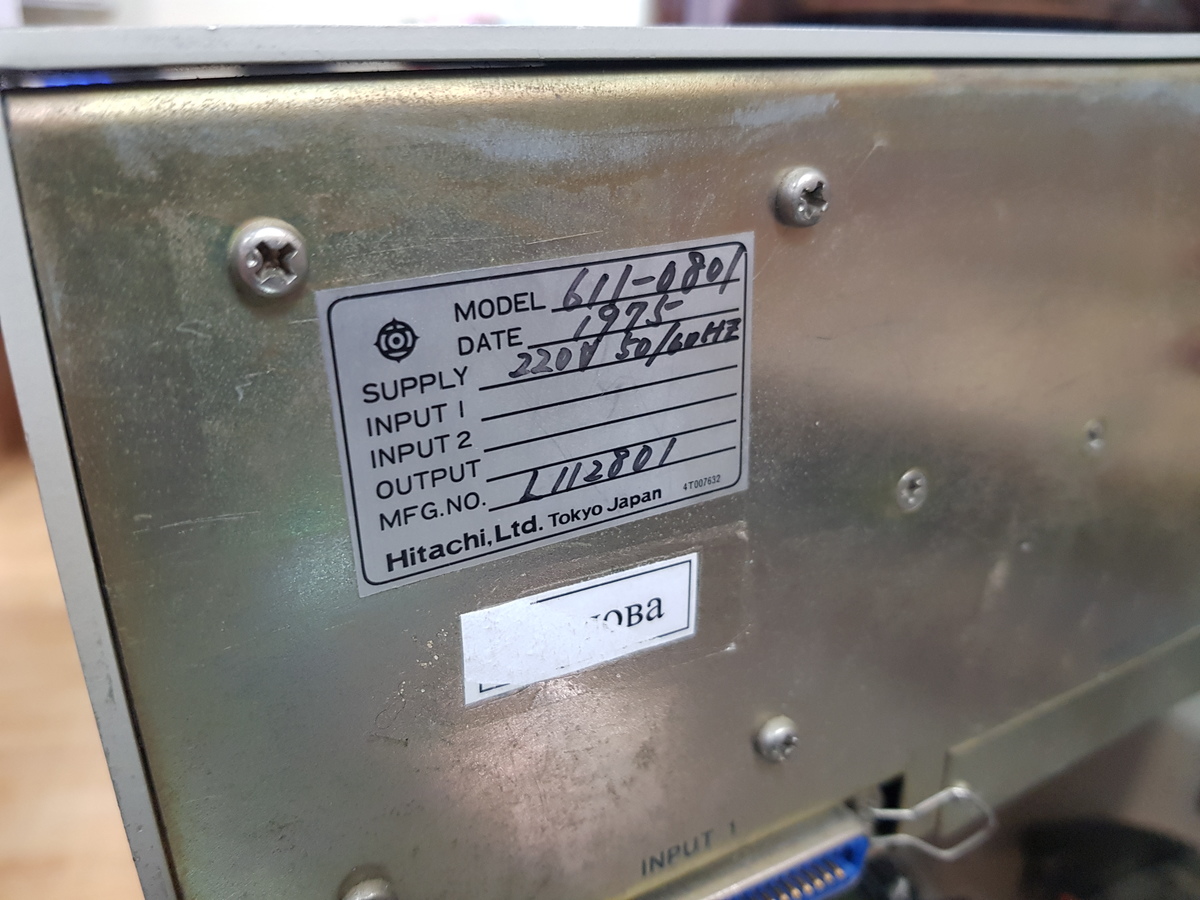 MODEL 611-0801
DATE 1975
SUPPLY 220V 50/60HZ
INPUT 1
INPUT 2
OUTPUT
MFG.NO. L112801
Hitachi, Ltd. Tokyo Japan 4T007632
INPUT 1